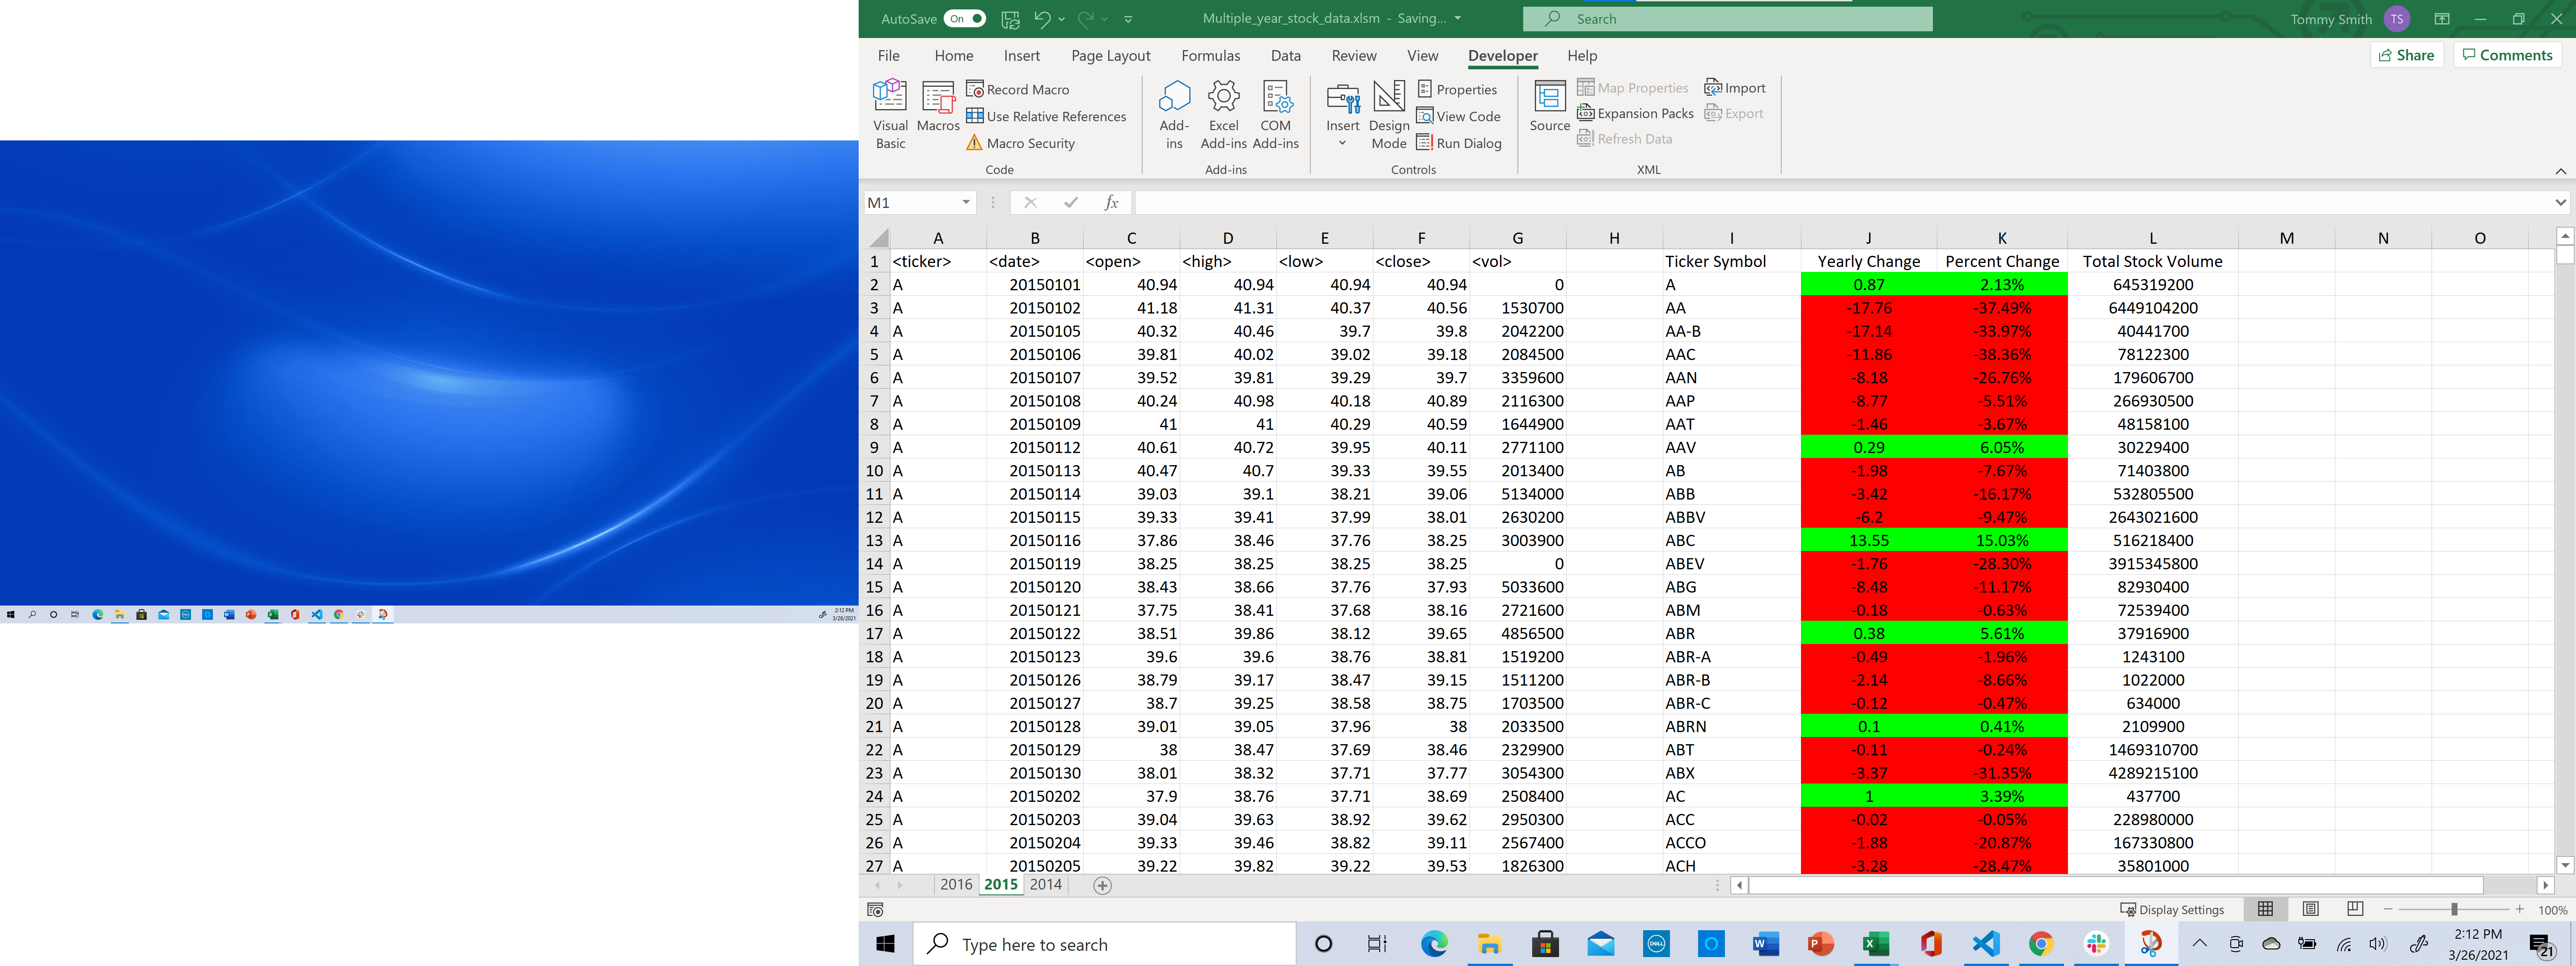 AutoSave On Multiple_year_stock_data.xlsm - Saving... Search Tommy Smith TS
File Home Insert Page Layout Formulas Data Review View Developer Help Share Comments
Visual Basic
Macros
Record Macro
Use Relative References
Macro Security
Code
Add-ins
Excel Add-ins
COM Add-ins
Add-ins
Insert
Design Mode
Properties
View Code
Run Dialog
Controls
Source
Map Properties
Expansion Packs
Refresh Data
Import
Export
XML
M1 fx
A B C D E F G H I J K L M N O
1 <ticker> <date> <open> <high> <low> <close> <vol> Ticker Symbol Yearly Change Percent Change Total Stock Volume
2 A 20150101 40.94 40.94 40.94 40.94 0 A 0.87 2.13% 645319200
3 A 20150102 41.18 41.31 40.37 40.56 1530700 AA -17.76 -37.49% 6449104200
4 A 20150105 40.32 40.46 39.7 39.8 2042200 AA-B -17.14 -33.97% 40441700
5 A 20150106 39.81 40.02 39.02 39.18 2084500 AAC -11.86 -38.36% 78122300
6 A 20150107 39.52 39.81 39.29 39.7 3359600 AAN -8.18 -26.76% 179606700
7 A 20150108 40.24 40.98 40.18 40.89 2116300 AAP -8.77 -5.51% 266930500
8 A 20150109 41 41 40.29 40.59 1644900 AAT -1.46 -3.67% 48158100
9 A 20150112 40.61 40.72 39.95 40.11 2771100 AAV 0.29 6.05% 30229400
10 A 20150113 40.47 40.7 39.33 39.55 2013400 AB -1.98 -7.67% 71403800
11 A 20150114 39.03 39.1 38.21 39.06 5134000 ABB -3.42 -16.17% 532805500
12 A 20150115 39.33 39.41 37.99 38.01 2630200 ABBV -6.2 -9.47% 2643021600
13 A 20150116 37.86 38.46 37.76 38.25 3003900 ABC 13.55 15.03% 516218400
14 A 20150119 38.25 38.25 38.25 38.25 0 ABEV -1.76 -28.30% 3915345800
15 A 20150120 38.43 38.66 37.76 37.93 5033600 ABG -8.48 -11.17% 82930400
16 A 20150121 37.75 38.41 37.68 38.16 2721600 ABM -0.18 -0.63% 72539400
17 A 20150122 38.51 39.86 38.12 39.65 4856500 ABR 0.38 5.61% 37916900
18 A 20150123 39.6 39.6 38.76 38.81 1519200 ABR-A -0.49 -1.96% 1243100
19 A 20150126 38.79 39.17 38.47 39.15 1511200 ABR-B -2.14 -8.66% 1022000
20 A 20150127 38.7 39.25 38.58 38.75 1703500 ABR-C -0.12 -0.47% 634000
21 A 20150128 39.01 39.05 37.96 38 2033500 ABRN 0.1 0.41% 2109900
22 A 20150129 38 38.47 37.69 38.46 2329900 ABT -0.11 -0.24% 1469310700
23 A 20150130 38.01 38.32 37.71 37.77 3054300 ABX -3.37 -31.35% 4289215100
24 A 20150202 37.9 38.76 37.71 38.69 2508400 AC 1 3.39% 437700
25 A 20150203 39.04 39.63 38.92 39.62 2950300 ACC -0.02 -0.05% 228980000
26 A 20150204 39.33 39.46 38.82 39.11 2567400 ACCO -1.88 -20.87% 167330800
27 A 20150205 39.22 39.82 39.22 39.53 1826300 ACH -3.28 -28.47% 35801000
2016 2015 2014
Display Settings 100%
Type here to search
DELL
W
P
X
2:12 PM
3/26/2021
21
2:12 PM
3/26/2021